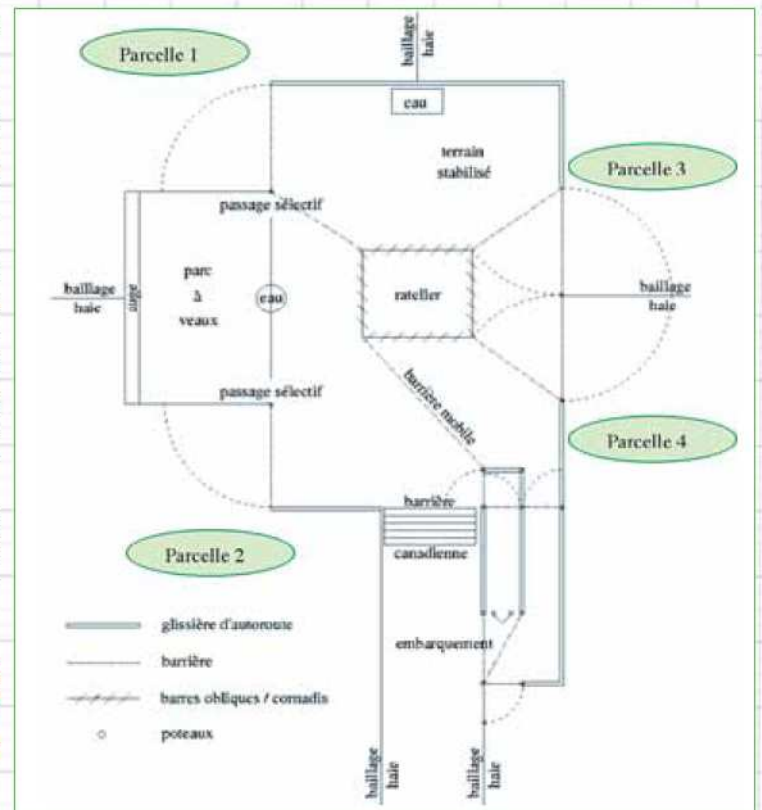 Parcelle 1
baillage
haie
eau
terrain
stabilisé
Parcelle 3
passage sélectif
parc
à
veaux
baillage
haie
auge
eau
ratelier
baillage
haie
passage sélectif
barrière mobile
Parcelle 4
barrière
canadienne
Parcelle 2
glissière d'autoroute
embarquement
barrière
barres obliques / cornadis
poteaux
baillage
haie
baillage
haie